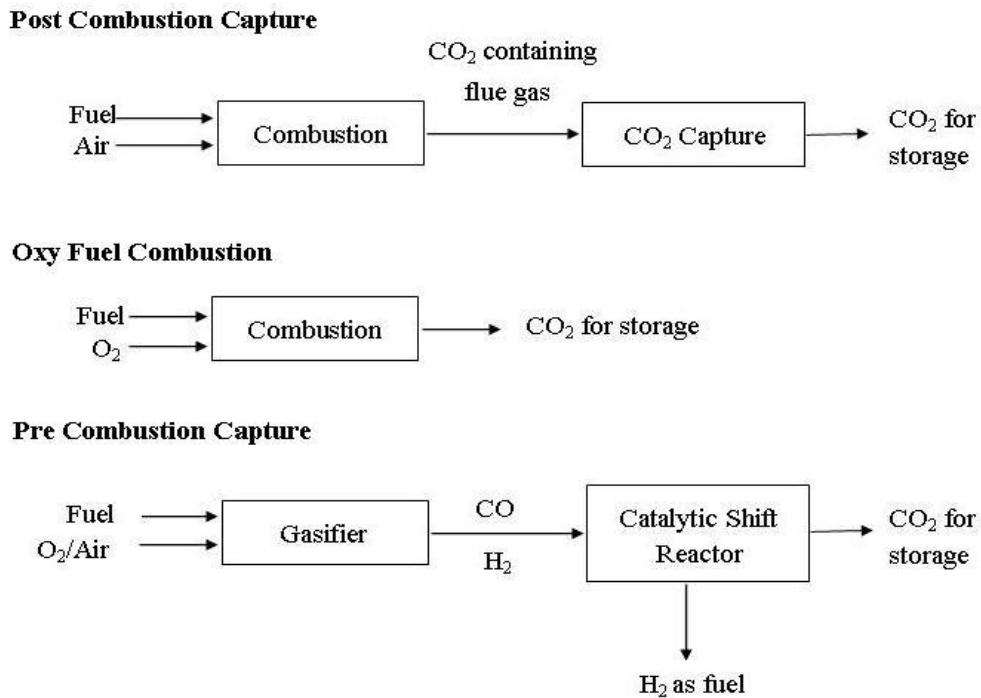 Post Combustion Capture
CO₂ containing
flue gas
Fuel
Air
Combustion
CO₂ Capture
CO₂ for
storage
Oxy Fuel Combustion
Fuel
O₂
Combustion
CO₂ for storage
Pre Combustion Capture
Fuel
O₂/Air
Gasifier
CO
H₂
Catalytic Shift
Reactor
CO₂ for
storage
H₂ as fuel